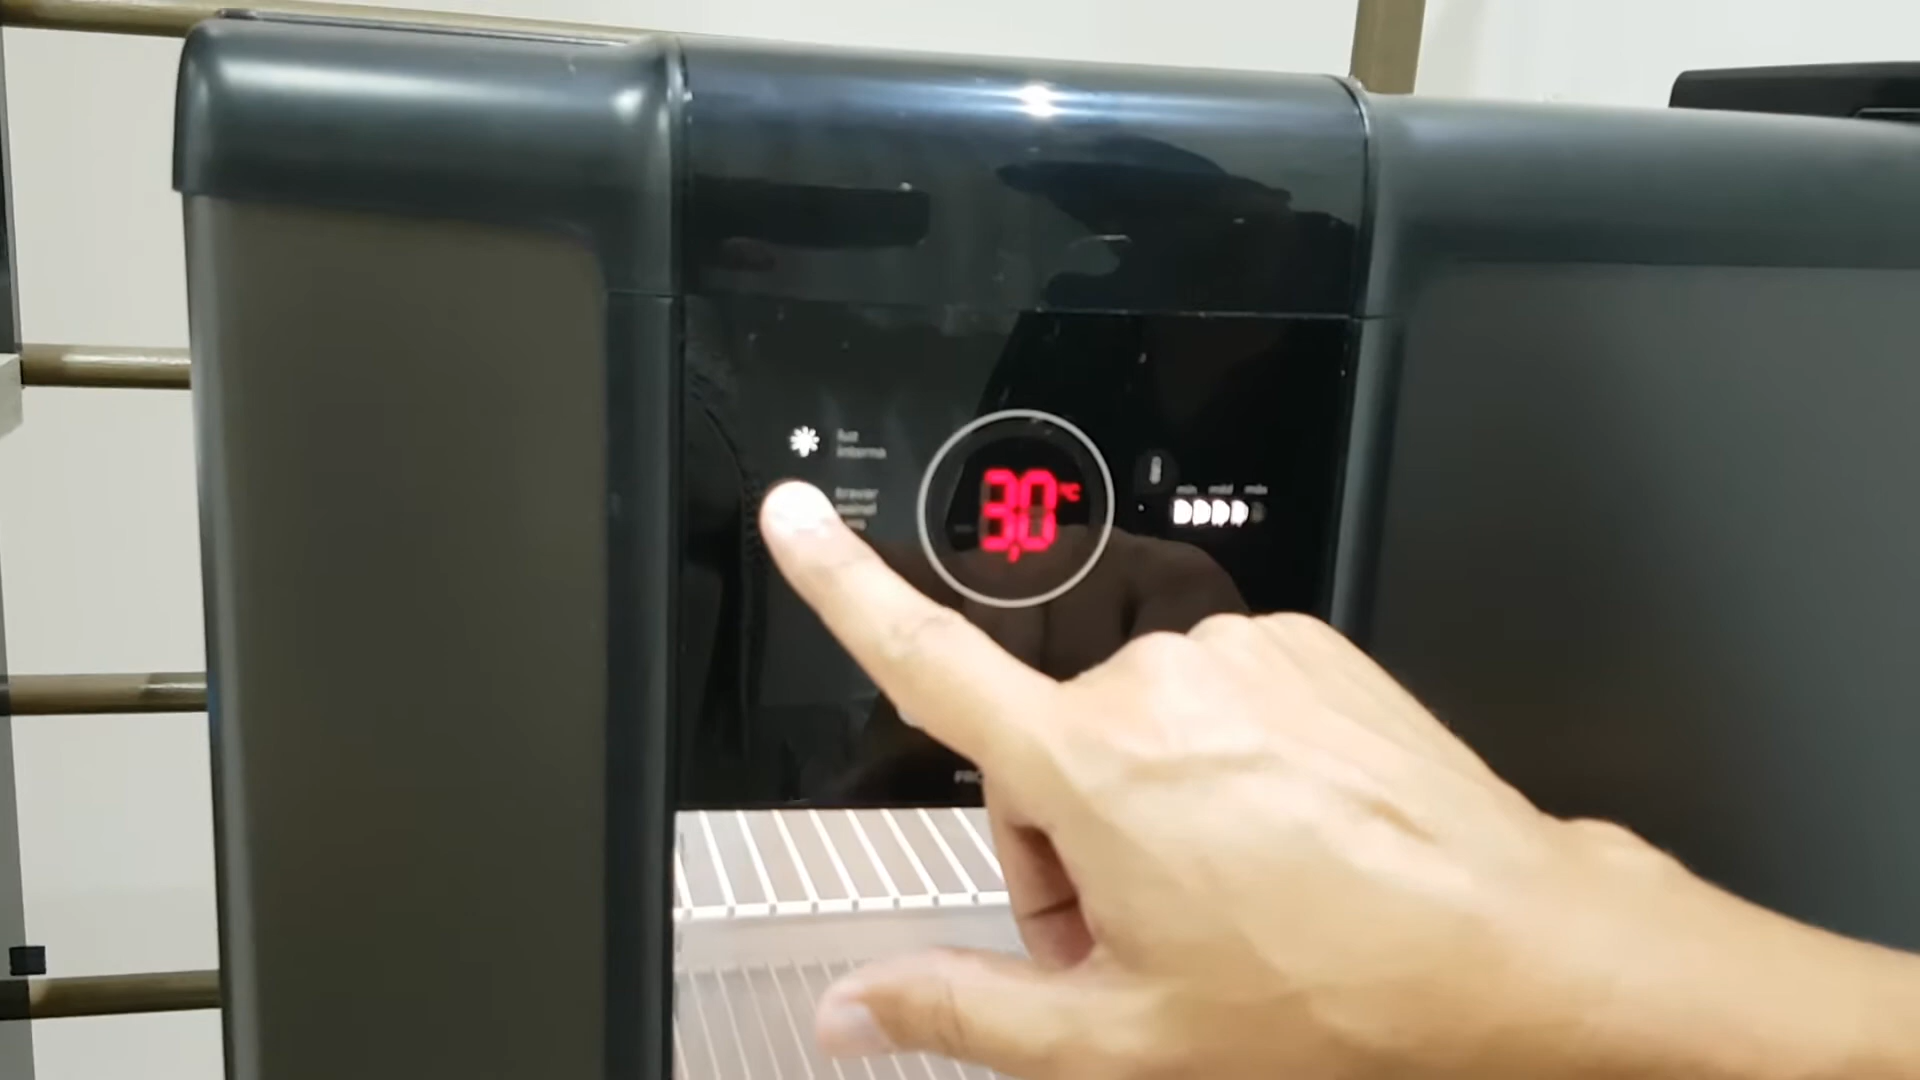 luz
interna
travar
painel
3,0 °C
min méd máx